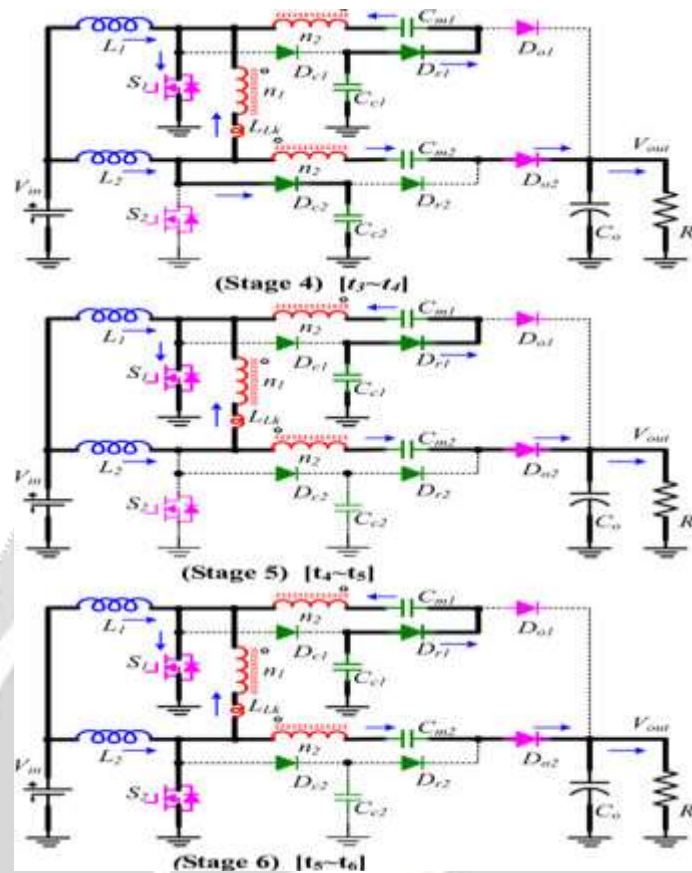 L1 n2 Cm1
S1 Dc1 Dr1 Do1
n1 Cc1
LLk
Vin L2 n2 Cm2 Vout
S2 Dc2 Dr2 Do2
Cc2 Co R
(Stage 4) [t3~t4]
L1 n2 Cm1
S1 Dc1 Dr1 Do1
n1 Cc1
LLk
Vin L2 n2 Cm2 Vout
S2 Dc2 Dr2 Do2
Cc2 Co R
(Stage 5) [t4~t5]
L1 n2 Cm1
S1 Dc1 Dr1 Do1
n1 Cc1
LLk
Vin L2 n2 Cm2 Vout
S2 Dc2 Dr2 Do2
Cc2 Co R
(Stage 6) [t5~t6]